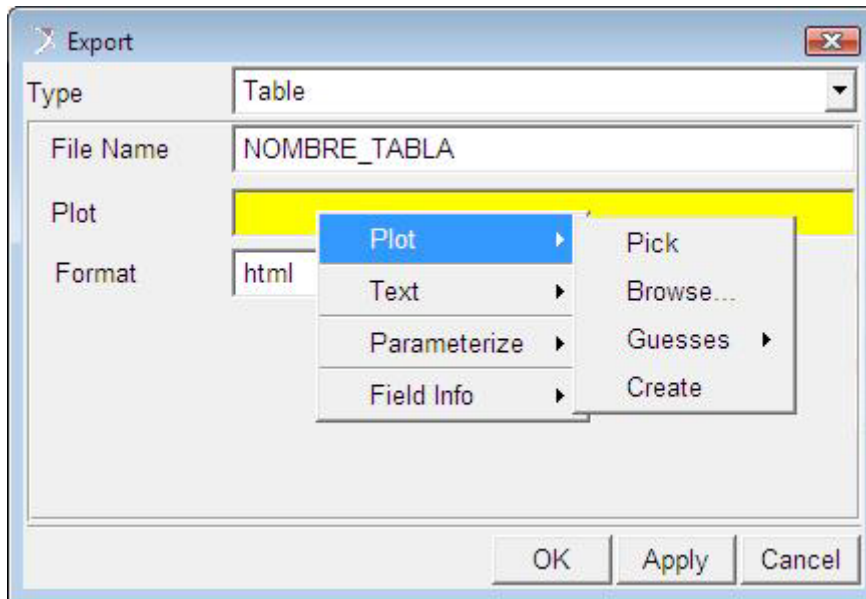 Export
Type Table
File Name NOMBRE_TABLA
Plot
Format html
Plot
Text
Parameterize
Field Info
Pick
Browse...
Guesses
Create
OK Apply Cancel